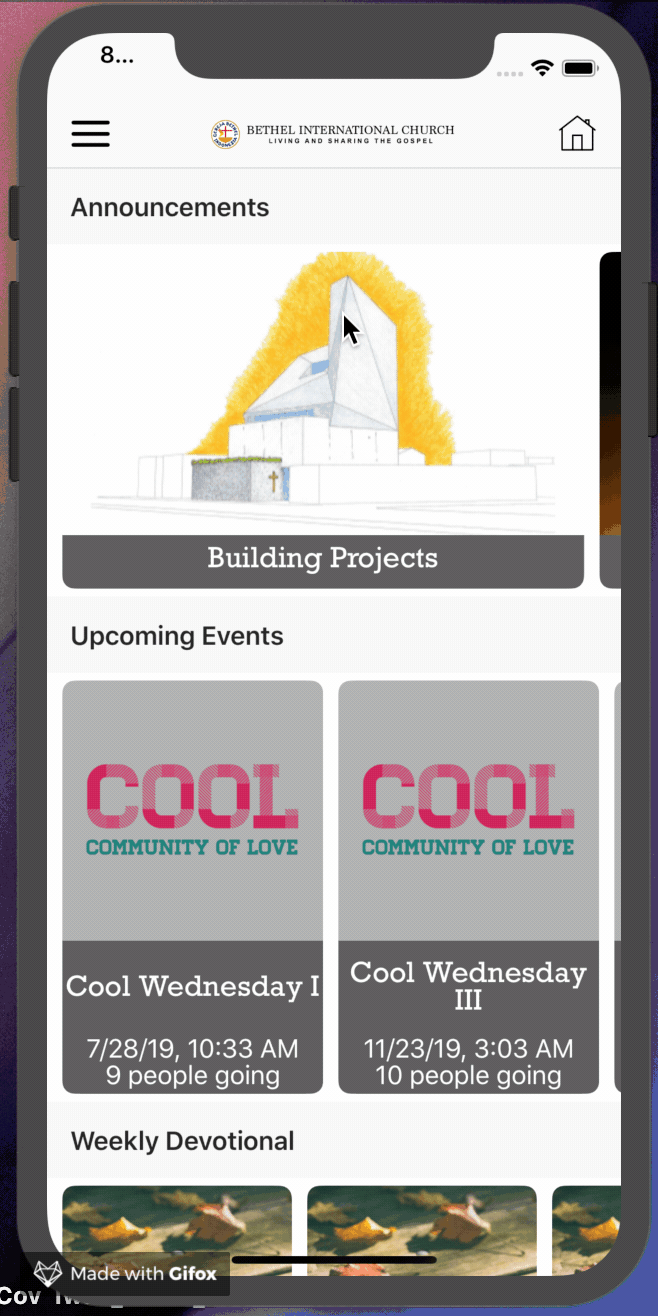 8...
BETHEL INTERNATIONAL CHURCH
LIVING AND SHARING THE GOSPEL
Announcements
Building Projects
Upcoming Events
COOL
COMMUNITY OF LOVE
COOL
COMMUNITY OF LOVE
Cool Wednesday I
7/28/19, 10:33 AM
9 people going
Cool Wednesday
III
11/23/19, 3:03 AM
10 people going
Weekly Devotional
Made with Gifox